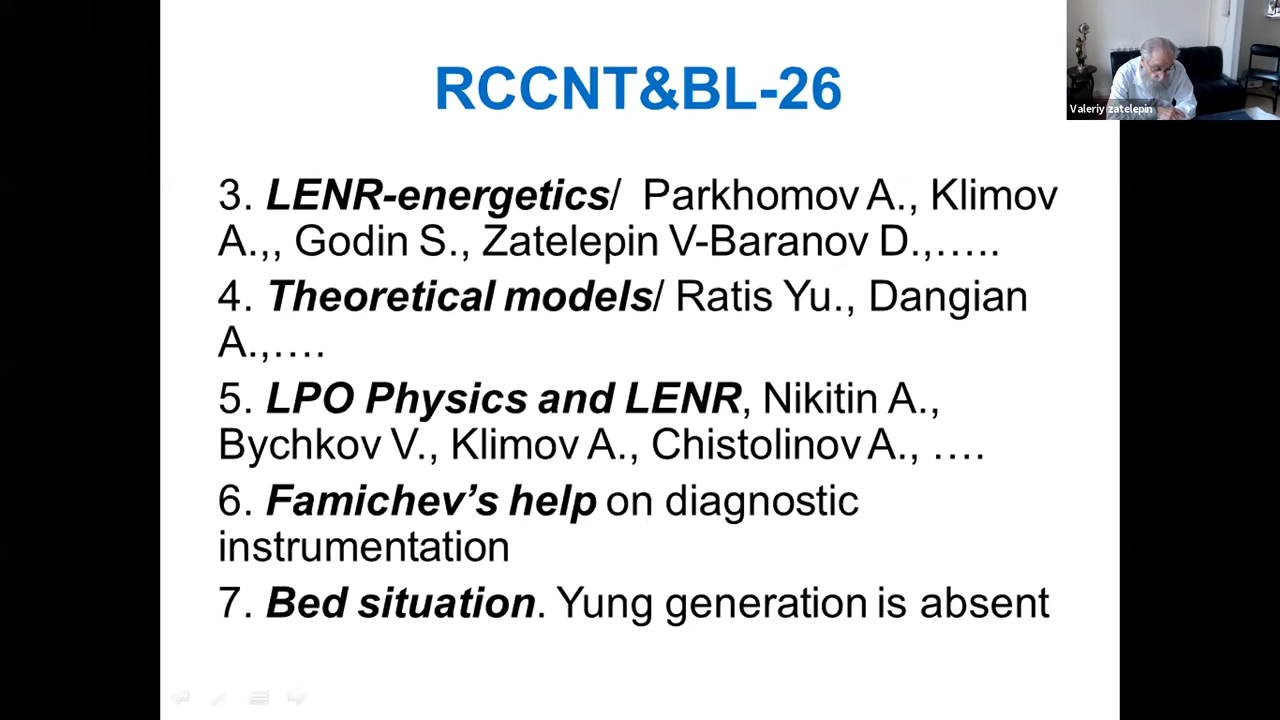 RCCNT&BL-26
Valeriy zatelepin
3. LENR-energetics/ Parkhomov A., Klimov
A.,, Godin S., Zatelepin V-Baranov D.,…..
4. Theoretical models/ Ratis Yu., Dangian
A.,….
5. LPO Physics and LENR, Nikitin A.,
Bychkov V., Klimov A., Chistolinov A., ….
6. Famichev’s help on diagnostic
instrumentation
7. Bed situation. Yung generation is absent